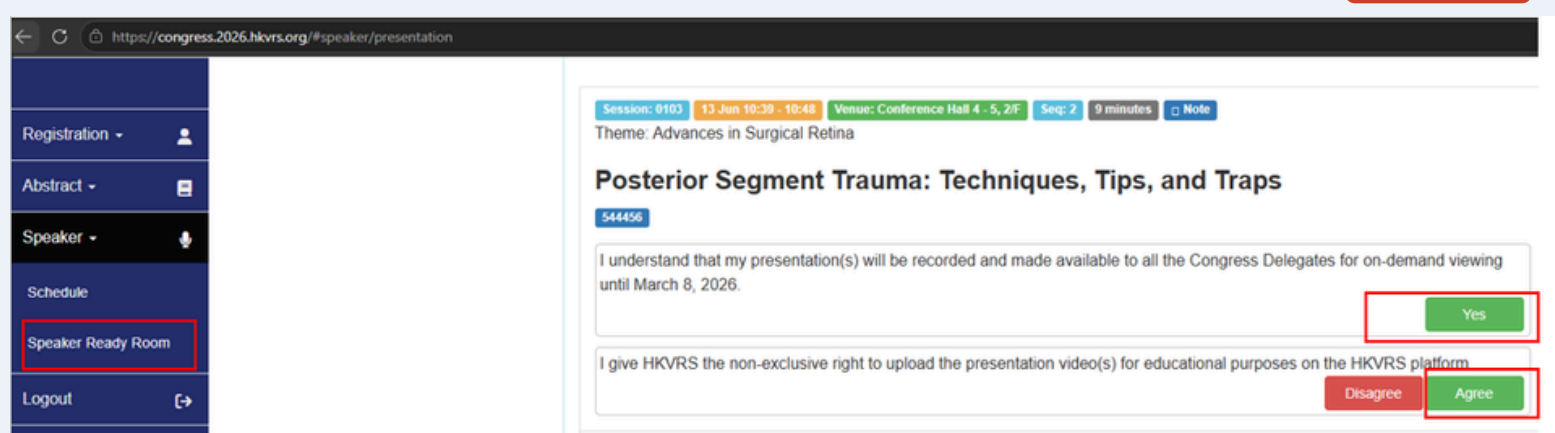 https://congress.2026.hkvrs.org/#speaker/presentation
Registration
Abstract
Speaker
Schedule
Speaker Ready Room
Logout
Session: 0103 13 Jun 10:39 - 10:48 Venue: Conference Hall 4 - 5, 2/F Seq: 2 9 minutes Note
Theme: Advances in Surgical Retina
Posterior Segment Trauma: Techniques, Tips, and Traps
544456
I understand that my presentation(s) will be recorded and made available to all the Congress Delegates for on-demand viewing
until March 8, 2026.
Yes
I give HKVRS the non-exclusive right to upload the presentation video(s) for educational purposes on the HKVRS platform
Disagree Agree